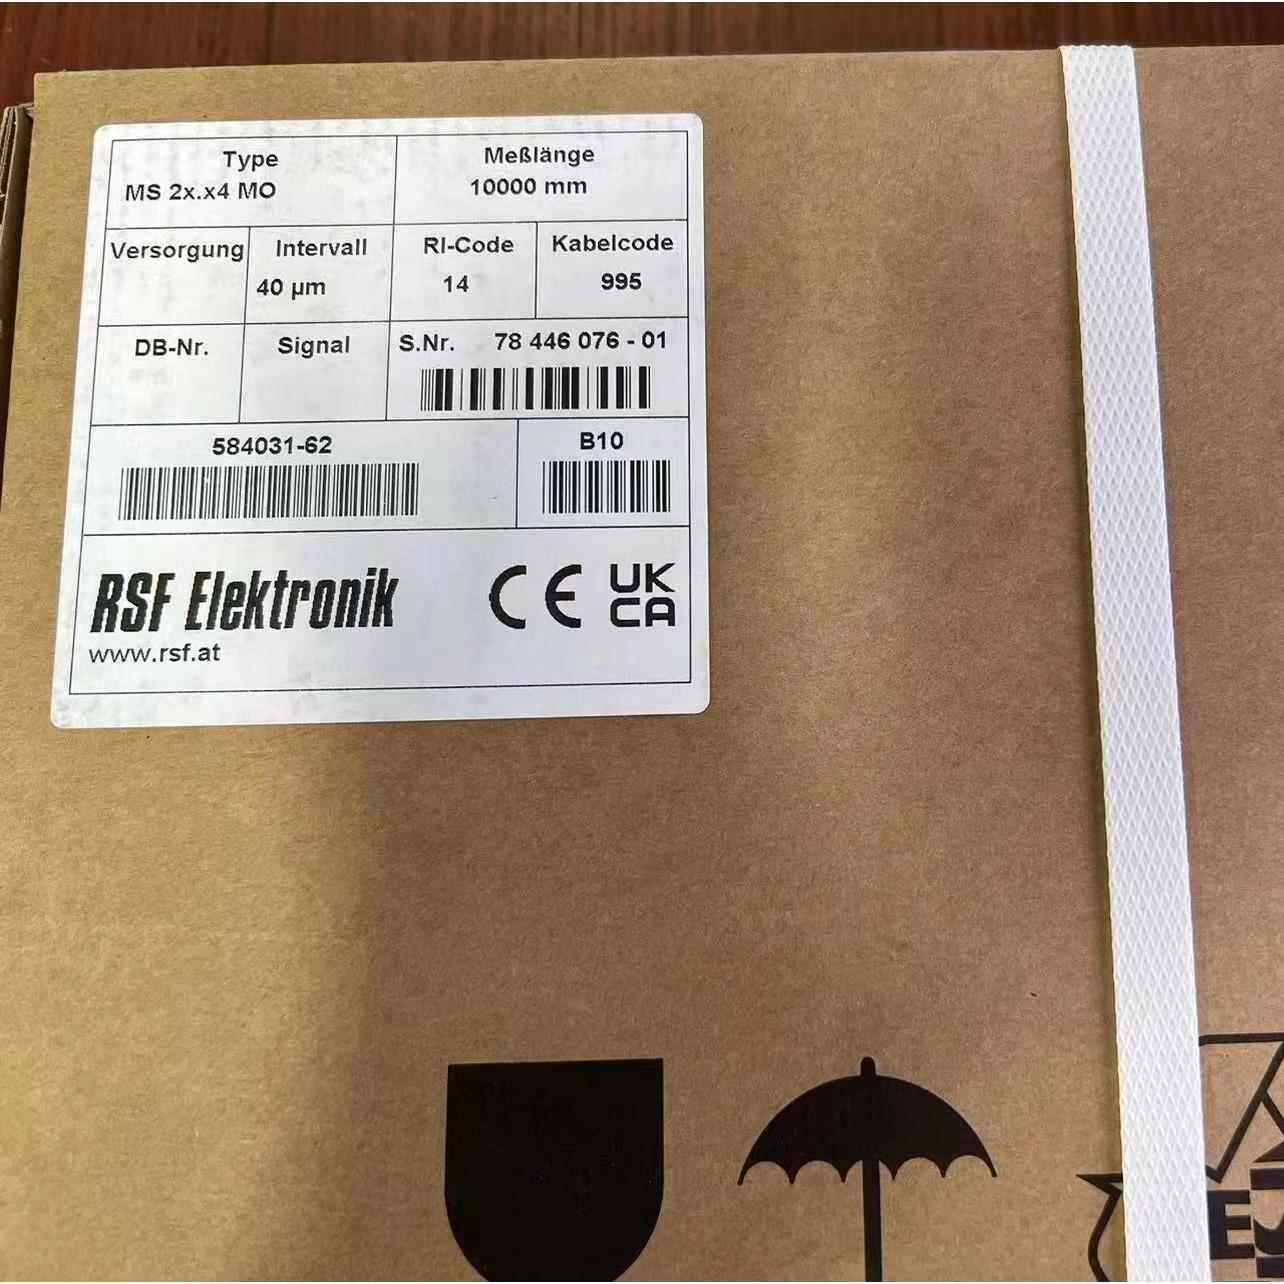 Type
MS 2x.x4 MO
Meßlänge
10000 mm
Versorgung
Intervall
40 µm
RI-Code
14
Kabelcode
995
DB-Nr.
Signal
S.Nr. 78 446 076 - 01
584031-62
B10
RSF Elektronik
CE UK
CA
www.rsf.at